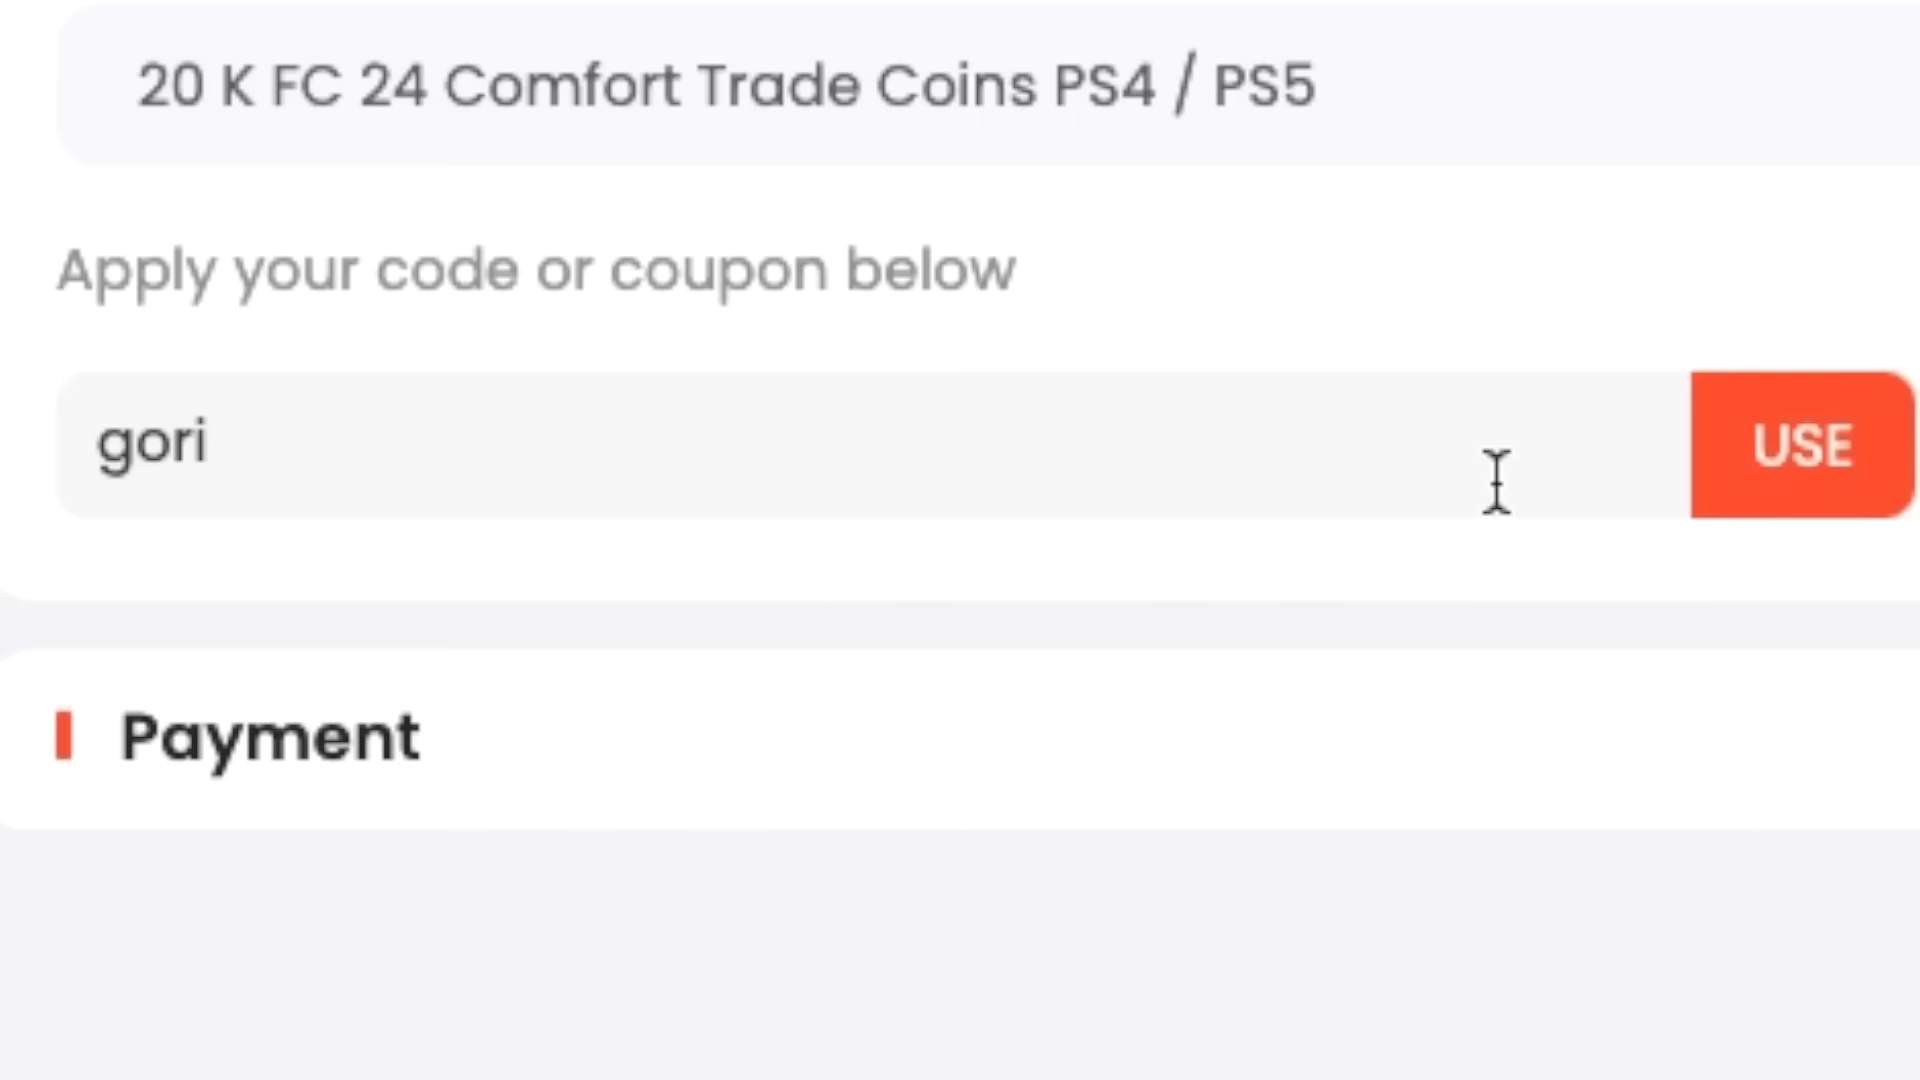 20 K FC 24 Comfort Trade Coins PS4 / PS5
Apply your code or coupon below
gori
USE
Payment